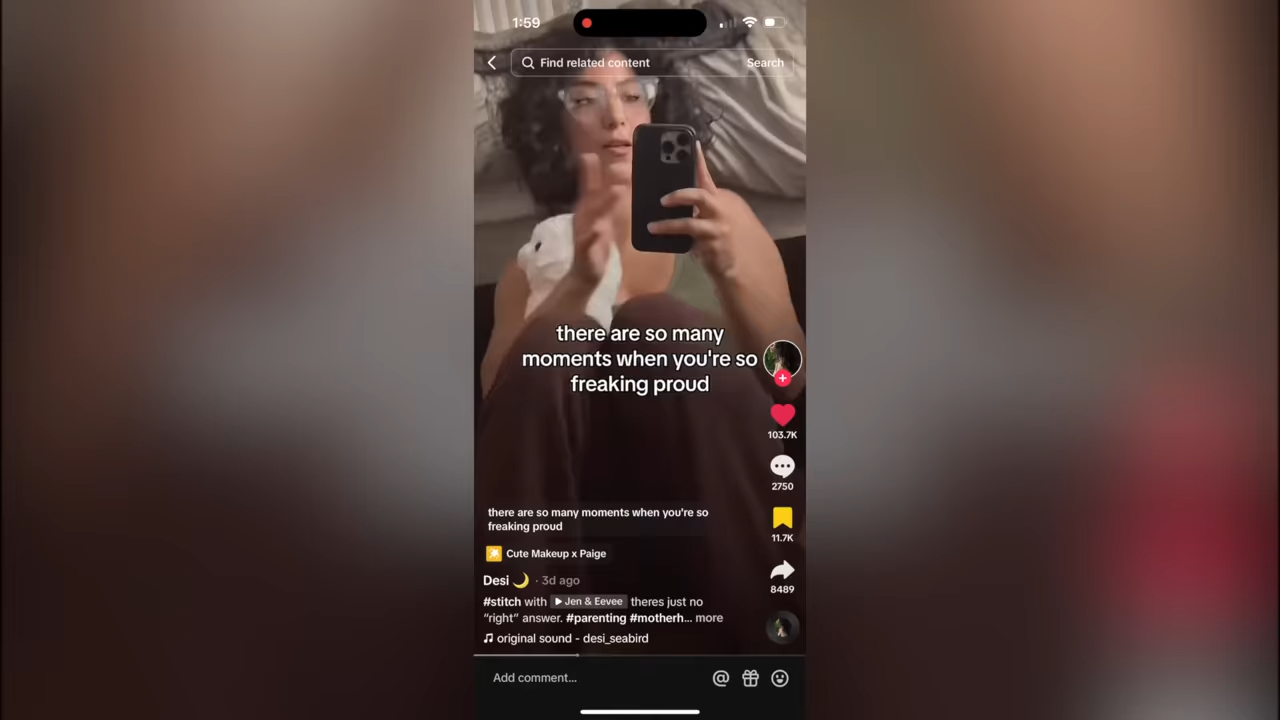 1:59
Find related content
Search
there are so many
moments when you're so
freaking proud
103.7K
2750
11.7K
8489
there are so many moments when you're so
freaking proud
Cute Makeup x Paige
Desi 🌙 · 3d ago
#stitch with ▶ Jen & Eevee theres just no
“right” answer. #parenting #motherh... more
♫ original sound - desi_seabird
Add comment...
@